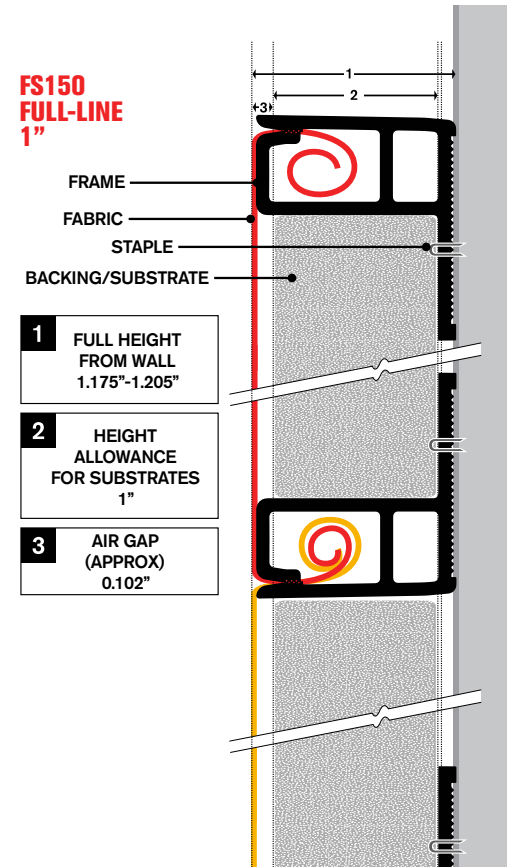 FS150
FULL-LINE
1”
1
2
3
FRAME
FABRIC
STAPLE
BACKING/SUBSTRATE
1
FULL HEIGHT
FROM WALL
1.175”-1.205”
2
HEIGHT
ALLOWANCE
FOR SUBSTRATES
1”
3
AIR GAP
(APPROX)
0.102”